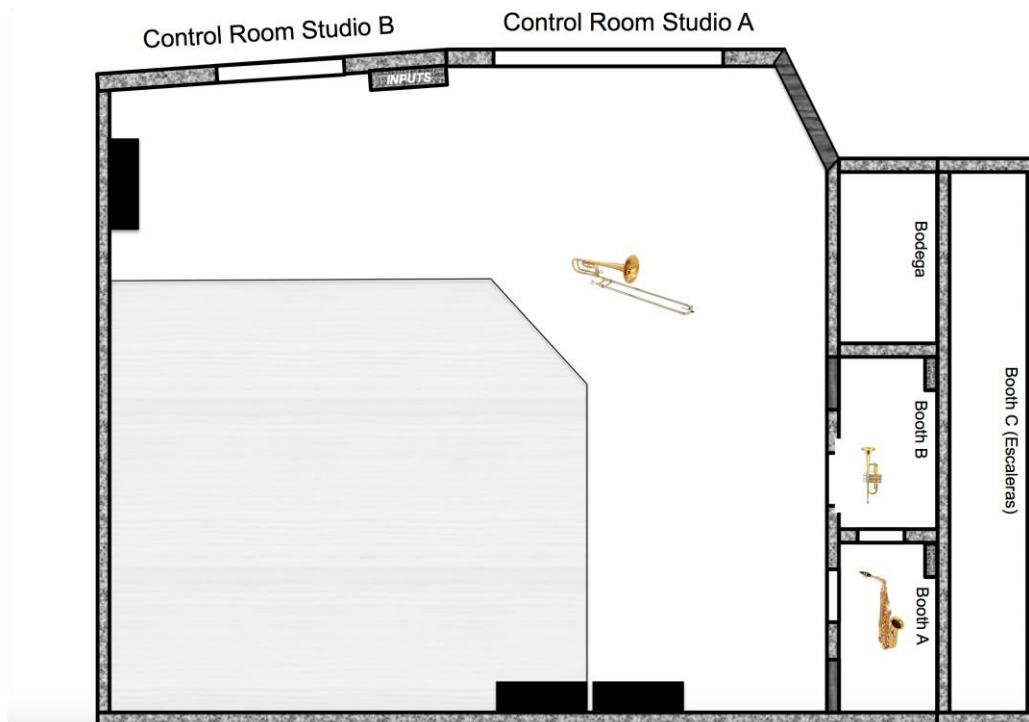 Control Room Studio B
Control Room Studio A
INPUTS
Bodega
Booth B
Booth C (Escaleras)
Booth A